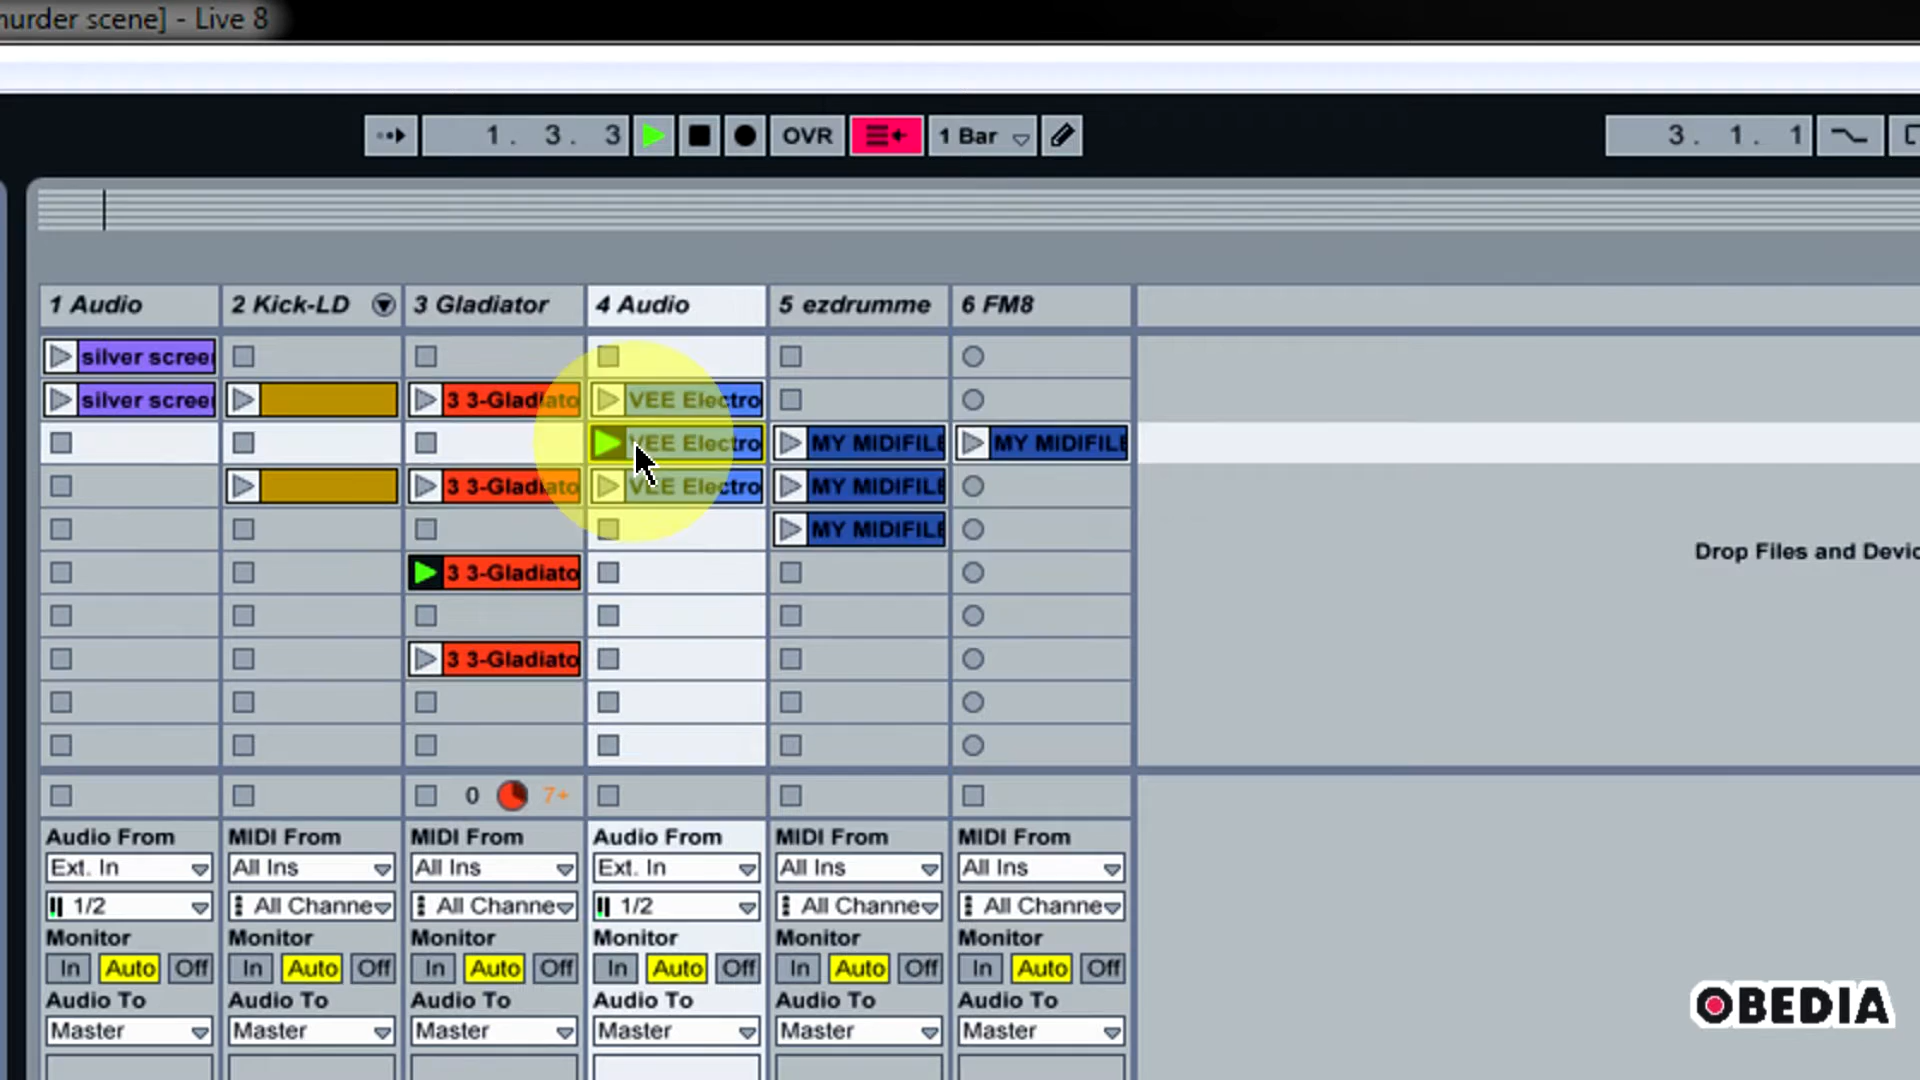 murder scene] - Live 8
1. 3. 3 OVR 1 Bar 3. 1. 1
1 Audio 2 Kick-LD 3 Gladiator 4 Audio 5 ezdrumme 6 FM8
silver scree
silver scree 3 3-Gladiato VEE Electro
VEE Electro MY MIDIFILE MY MIDIFILE
3 3-Gladiato VEE Electro MY MIDIFILE
MY MIDIFILE
Drop Files and Devic
3 3-Gladiato
3 3-Gladiato
0 7+
Audio From MIDI From MIDI From Audio From MIDI From MIDI From
Ext. In All Ins All Ins Ext. In All Ins All Ins
1/2 All Channe All Channe 1/2 All Channe All Channe
Monitor Monitor Monitor Monitor Monitor Monitor
In Auto Off In Auto Off In Auto Off In Auto Off In Auto Off In Auto Off
Audio To Audio To Audio To Audio To Audio To Audio To
Master Master Master Master Master Master
OBEDIA